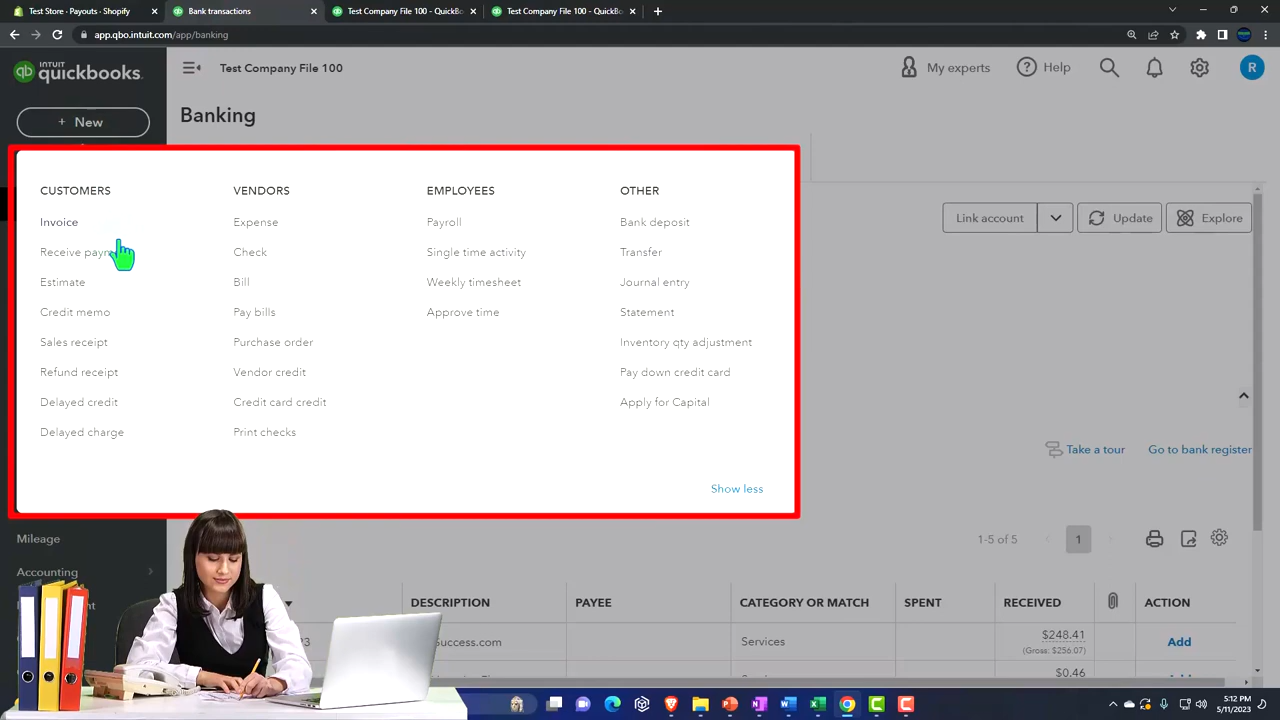 Test Store - Payouts - Shopify
Bank transactions
File 100 - QuickBo
Test Company File 100 - QuickBo
app.qbo.intuit.com/app/banking
INTUIT
quickbooks.
Test Company File 100
My experts
Help
R
+ New
Banking
CUSTOMERS
Invoice
Receive
Estimate
Credit memo
Sales receipt
Refund receipt
Delayed credit
Delayed charge
VENDORS
Expense
Check
Bill
Pay bills
Purchase order
Vendor credit
Credit card credit
Print checks
EMPLOYEES
Payroll
Single time activity
Weekly timesheet
Approve time
OTHER
Bank deposit
Transfer
Journal entry
Statement
Inventory qty adjustment
Pay down credit card
Apply for Capital
Show less
Link account
Update
Explore
Take a tour
Go to bank register
Mileage
Accounting
1-5 of 5
1
DESCRIPTION
PAYEE
CATEGORY OR MATCH
SPENT
RECEIVED
ACTION
Services
$248.41
(Gross: $256.07)
Add
$0.46
5:12 PM
5/11/2023